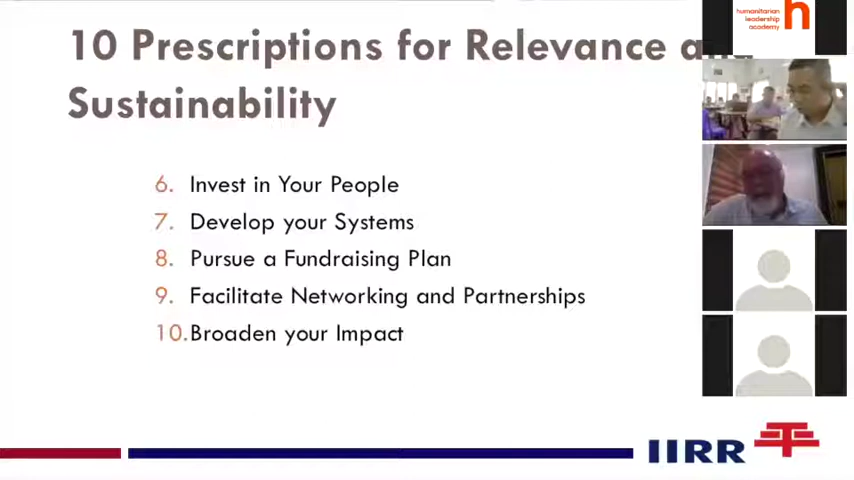 10 Prescriptions for Relevance and
Sustainability
6. Invest in Your People
7. Develop your Systems
8. Pursue a Fundraising Plan
9. Facilitate Networking and Partnerships
10. Broaden your Impact
humanitarian
leadership
academy
h
IIRR